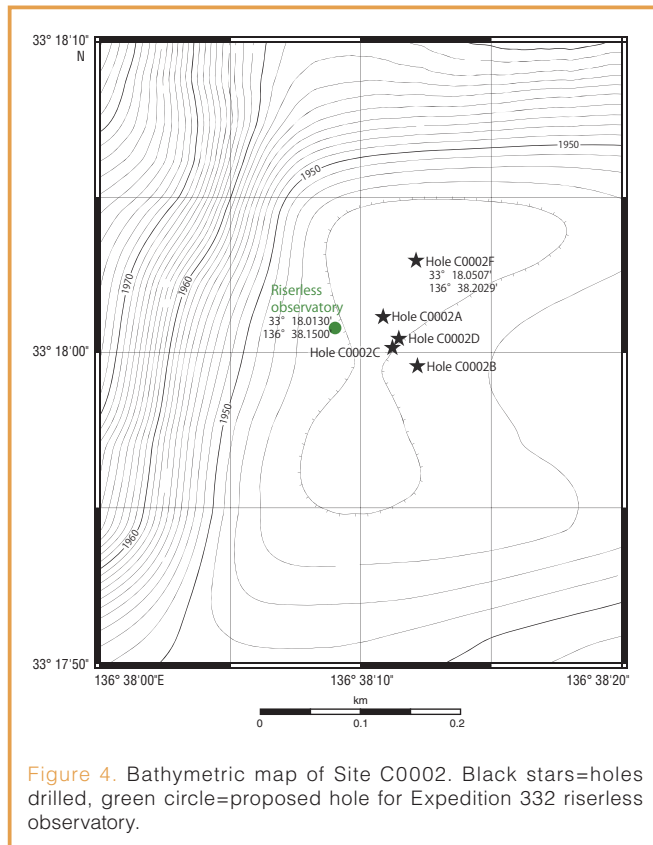 33° 18'10"
N
1950
1950
1970
1960
Hole C0002F
33° 18.0507'
136° 38.2029'
Riserless
observatory
33° 18.0130'
136° 38.1500'
Hole C0002A
Hole C0002D
33° 18'00"
Hole C0002C
Hole C0002B
1950
1960
33° 17'50"
136° 38'00"E
136° 38'10"
136° 38'20"
km
0
0.1
0.2
Figure 4. Bathymetric map of Site C0002. Black stars=holes
drilled, green circle=proposed hole for Expedition 332 riserless
observatory.